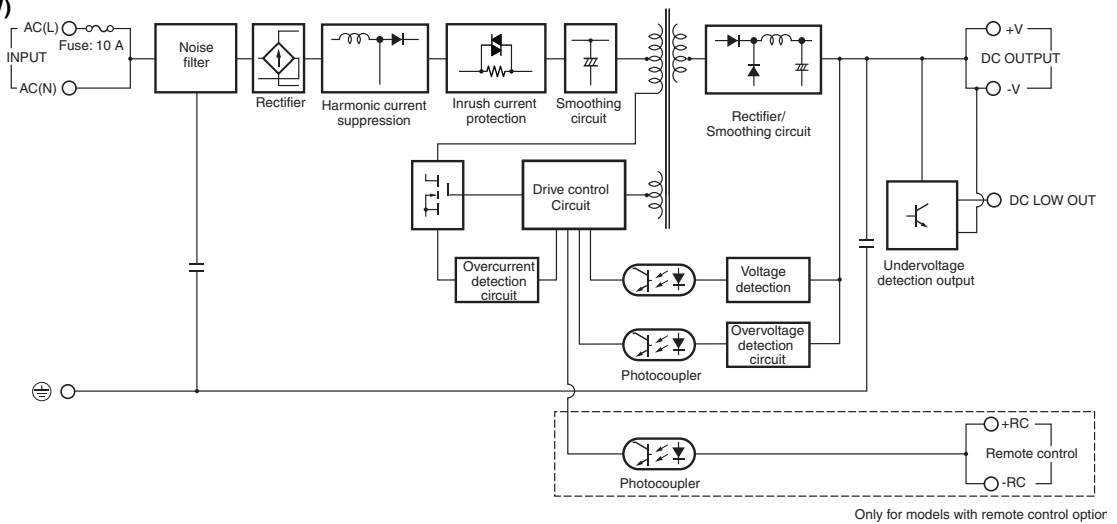 )
AC(L)
Fuse: 10 A
INPUT
AC(N)
Noise
filter
Rectifier
Harmonic current
suppression
Inrush current
protection
Smoothing
circuit
Rectifier/
Smoothing circuit
+V
DC OUTPUT
-V
Drive control
Circuit
DC LOW OUT
Undervoltage
detection output
Overcurrent
detection
circuit
Voltage
detection
Overvoltage
detection
circuit
Photocoupler
+RC
Remote control
-RC
Photocoupler
Only for models with remote control option